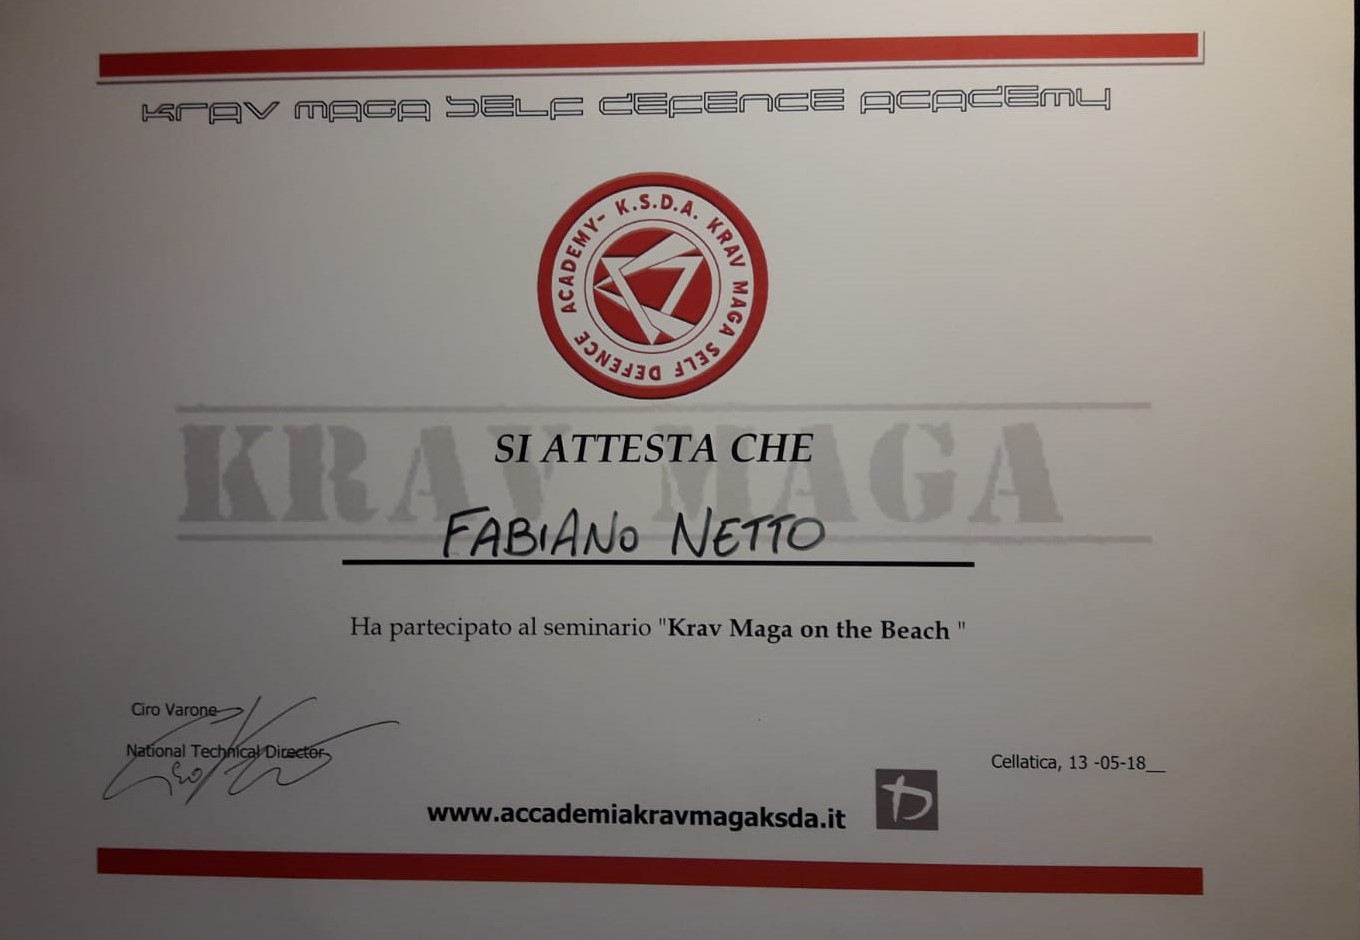 KRAV MAGA SELF DEFENCE ACADEMY
ACADEMY- K.S.D.A. KRAV MAGA SELF DEFENCE
KRAV MAGA
SI ATTESTA CHE
FABIANO NETTO
Ha partecipato al seminario "Krav Maga on the Beach "
Ciro Varone
National Technical Director
Cellatica, 13 -05-18__
www.accademiakravmagaksda.it